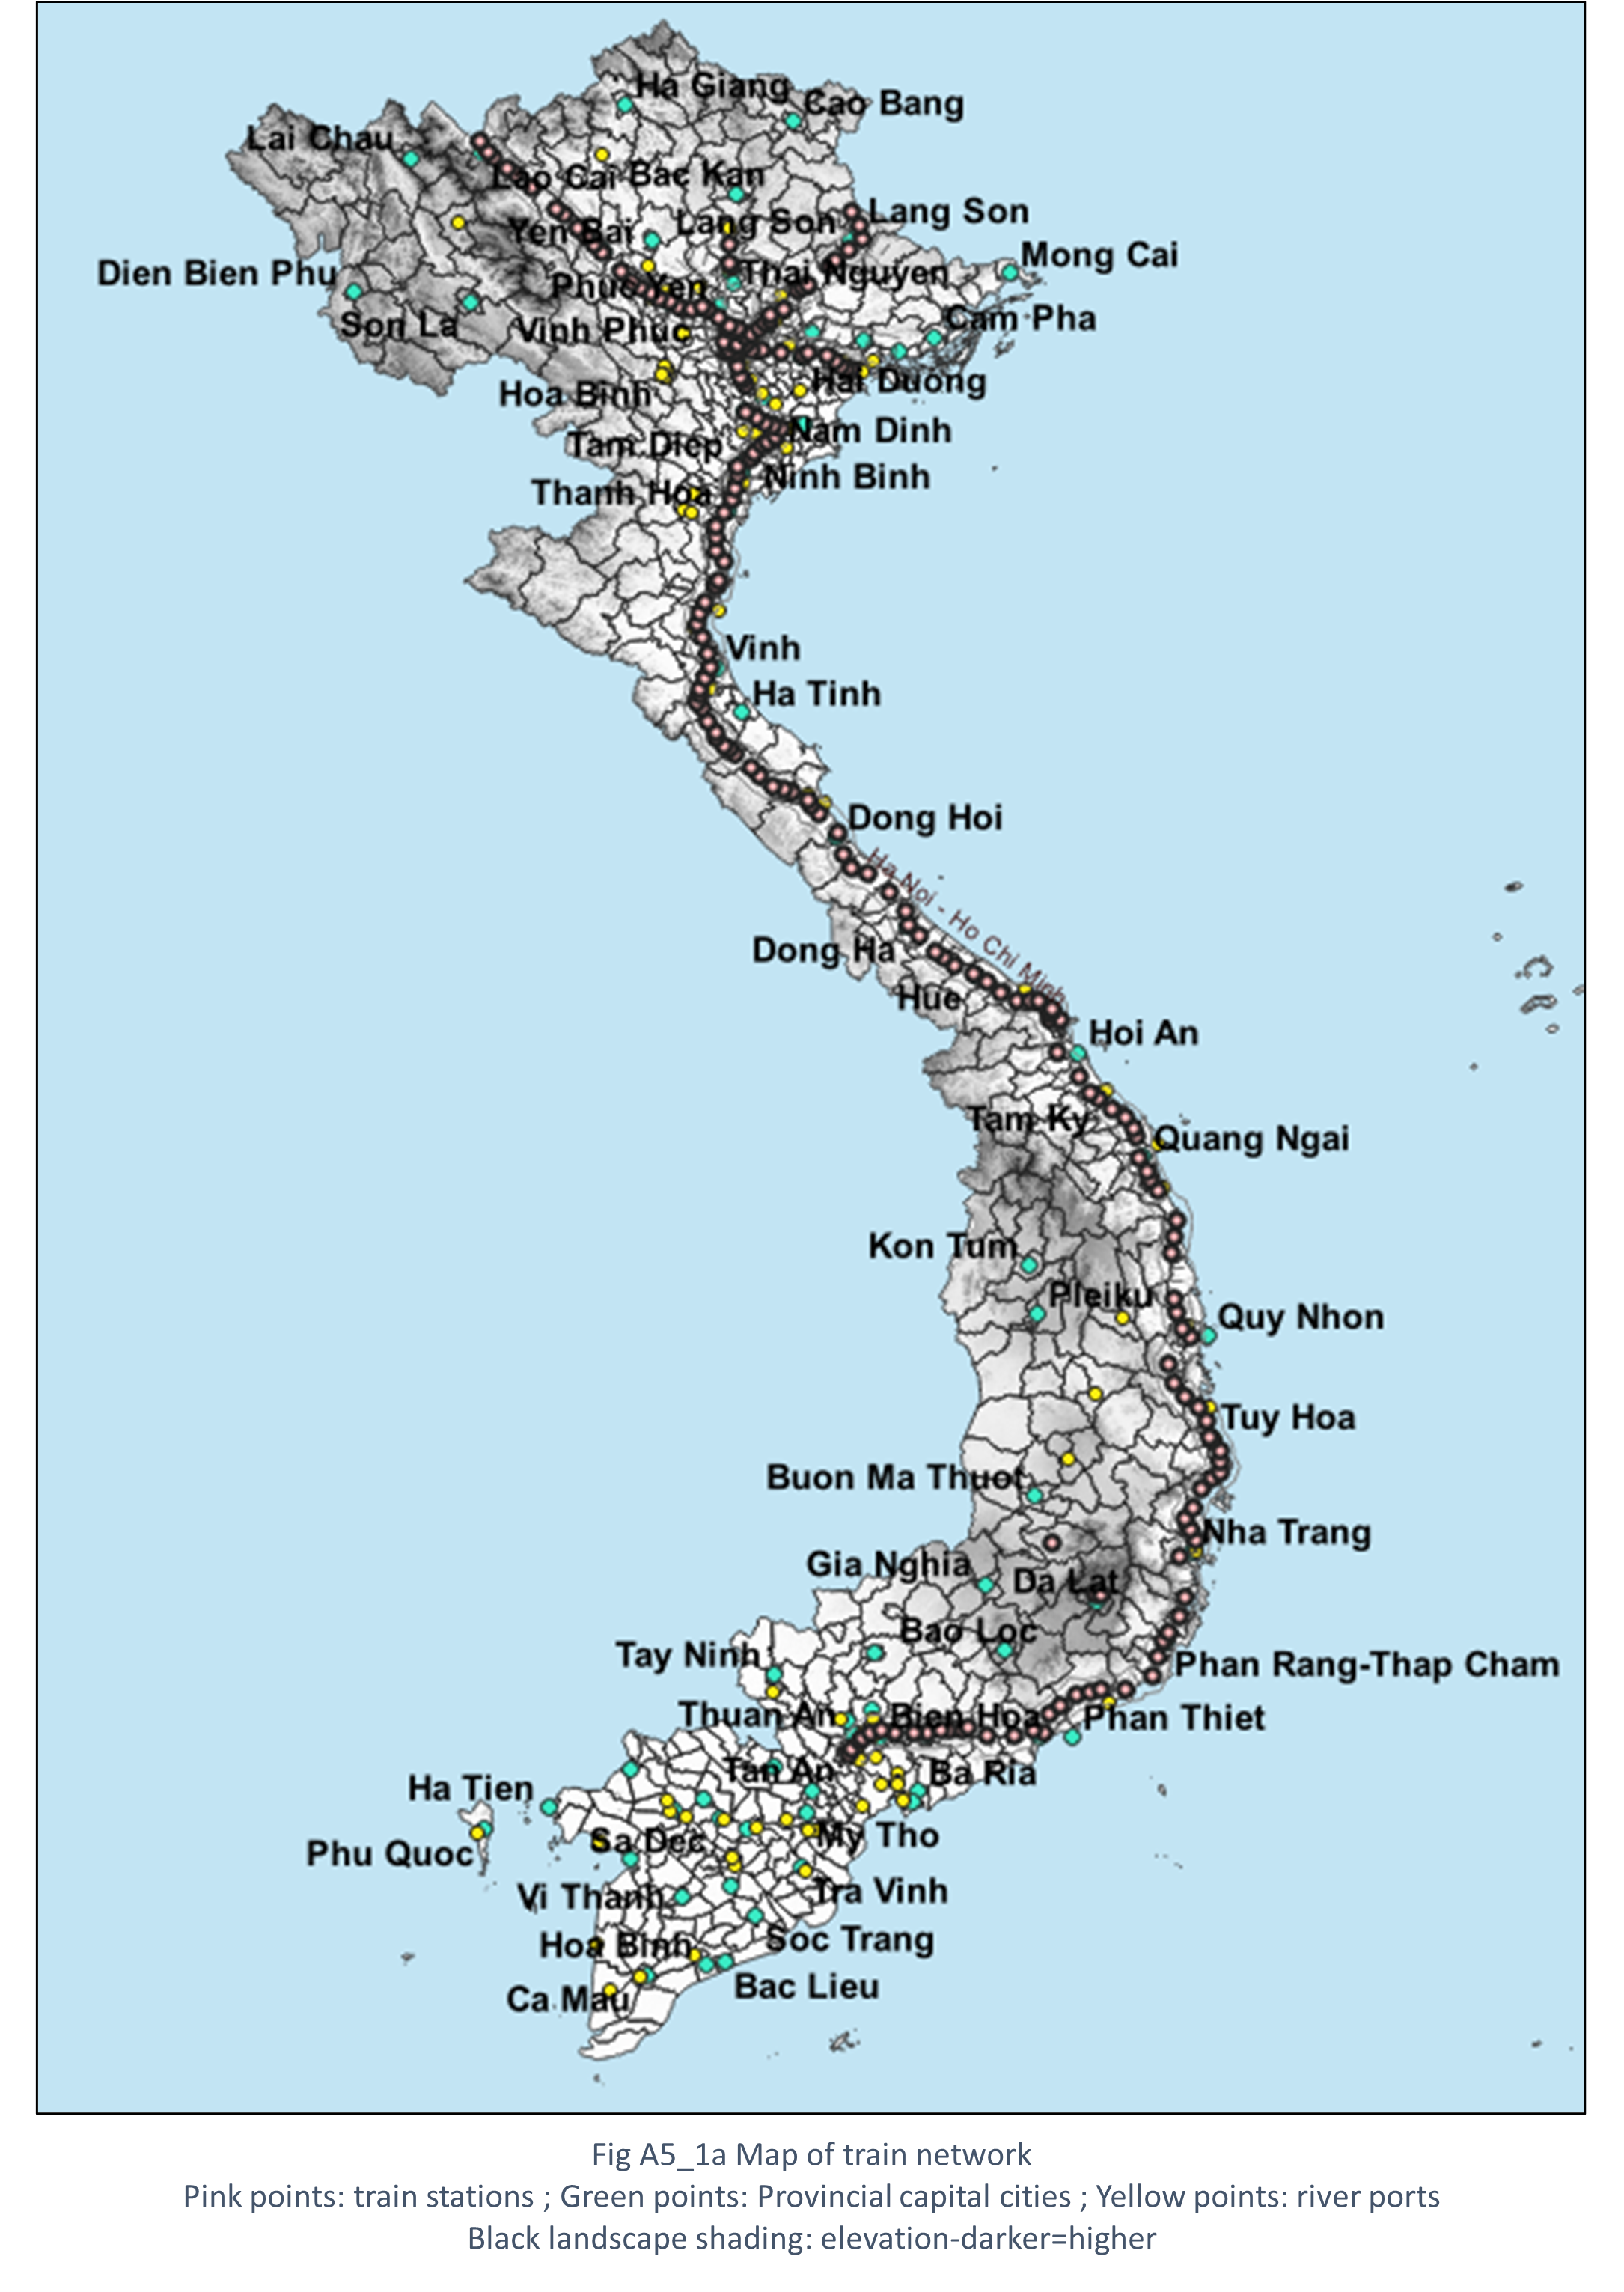 Ha Giang
Cao Bang
Lai Chau
Lao Cai
Bac Kan
Lang Son
Yen Bai
Lang Son
Mong Cai
Dien Bien Phu
Thai Nguyen
Phuc Yen
Son La
Vinh Phuc
Cam Pha
Hoa Binh
Hai Duong
Tam Diep
Nam Dinh
Ninh Binh
Thanh Hoa
Vinh
Ha Tinh
Dong Hoi
Ha Noi - Ho Chi Minh
Dong Ha
Hue
Hoi An
Tam Ky
Quang Ngai
Kon Tum
Pleiku
Quy Nhon
Tuy Hoa
Buon Ma Thuot
Nha Trang
Gia Nghia
Da Lat
Bao Loc
Tay Ninh
Phan Rang-Thap Cham
Thuan An
Bien Hoa
Phan Thiet
Tan An
Ba Ria
Ha Tien
Sa Dec
My Tho
Phu Quoc
Vi Thanh
Tra Vinh
Hoa Binh
Soc Trang
Ca Mau
Bac Lieu
Fig A5_1a Map of train network
Pink points: train stations ; Green points: Provincial capital cities ; Yellow points: river ports
Black landscape shading: elevation-darker=higher